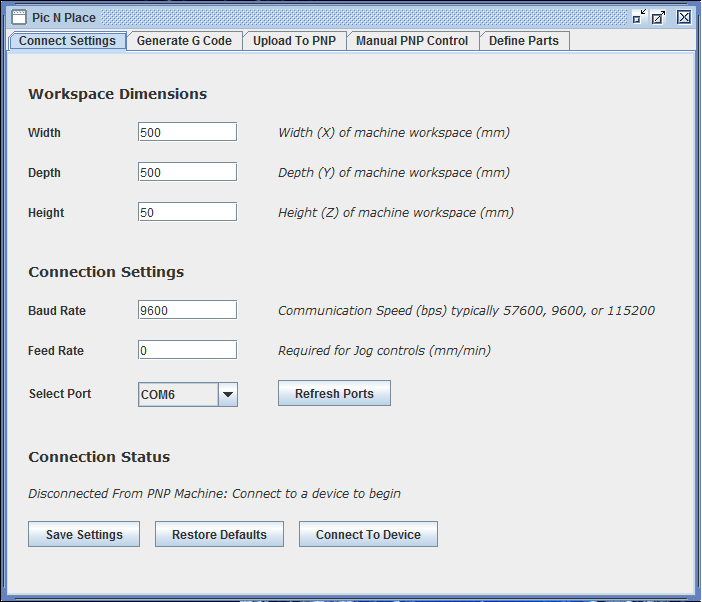 Pic N Place
Connect Settings Generate G Code Upload To PNP Manual PNP Control Define Parts
Workspace Dimensions
Width 500 Width (X) of machine workspace (mm)
Depth 500 Depth (Y) of machine workspace (mm)
Height 50 Height (Z) of machine workspace (mm)
Connection Settings
Baud Rate 9600 Communication Speed (bps) typically 57600, 9600, or 115200
Feed Rate 0 Required for Jog controls (mm/min)
Select Port COM6 Refresh Ports
Connection Status
Disconnected From PNP Machine: Connect to a device to begin
Save Settings Restore Defaults Connect To Device